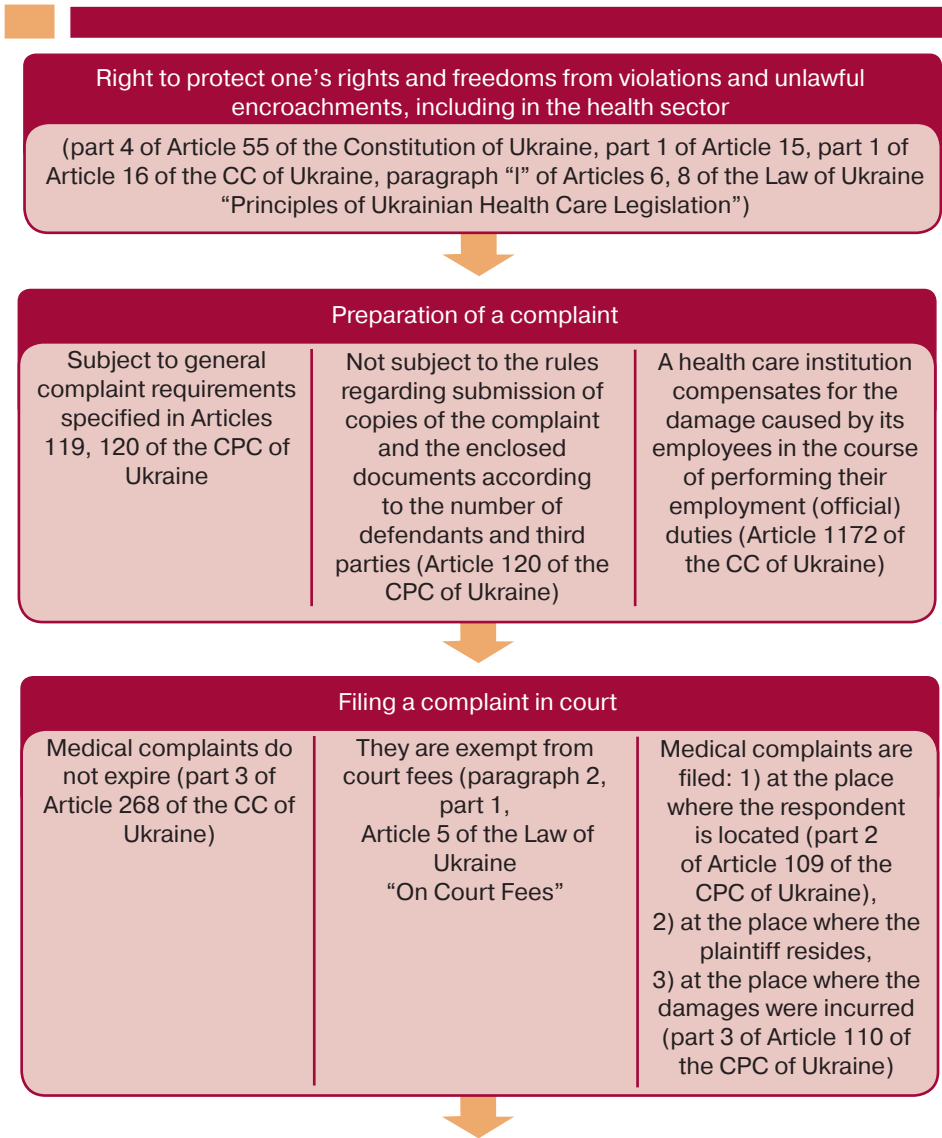 Right to protect one’s rights and freedoms from violations and unlawful
encroachments, including in the health sector
(part 4 of Article 55 of the Constitution of Ukraine, part 1 of Article 15, part 1 of
Article 16 of the CC of Ukraine, paragraph “I” of Articles 6, 8 of the Law of Ukraine
“Principles of Ukrainian Health Care Legislation”)
Preparation of a complaint
Subject to general
complaint requirements
specified in Articles
119, 120 of the CPC of
Ukraine
Not subject to the rules
regarding submission of
copies of the complaint
and the enclosed
documents according
to the number of
defendants and third
parties (Article 120 of the
CPC of Ukraine)
A health care institution
compensates for the
damage caused by its
employees in the course
of performing their
employment (official)
duties (Article 1172 of
the CC of Ukraine)
Filing a complaint in court
Medical complaints do
not expire (part 3 of
Article 268 of the CC of
Ukraine)
They are exempt from
court fees (paragraph 2,
part 1,
Article 5 of the Law of
Ukraine
“On Court Fees”
Medical complaints are
filed: 1) at the place
where the respondent
is located (part 2
of Article 109 of the
CPC of Ukraine),
2) at the place where the
plaintiff resides,
3) at the place where the
damages were incurred
(part 3 of Article 110 of
the CPC of Ukraine)